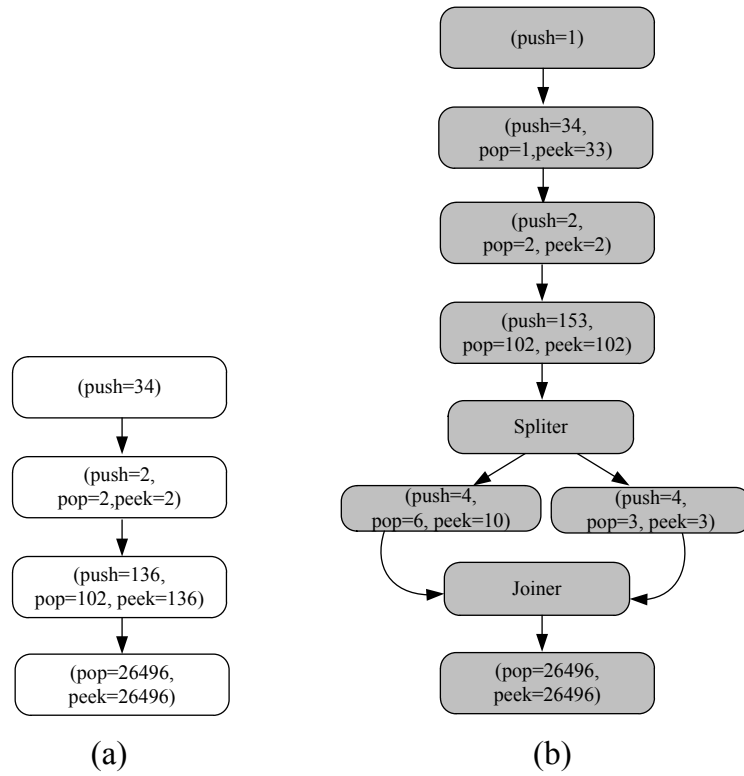 (push=34)
(push=2,
pop=2,peek=2)
(push=136,
pop=102, peek=136)
(pop=26496,
peek=26496)
(a)
(push=1)
(push=34,
pop=1,peek=33)
(push=2,
pop=2, peek=2)
(push=153,
pop=102, peek=102)
Spliter
(push=4,
pop=6, peek=10)
(push=4,
pop=3, peek=3)
Joiner
(pop=26496,
peek=26496)
(b)